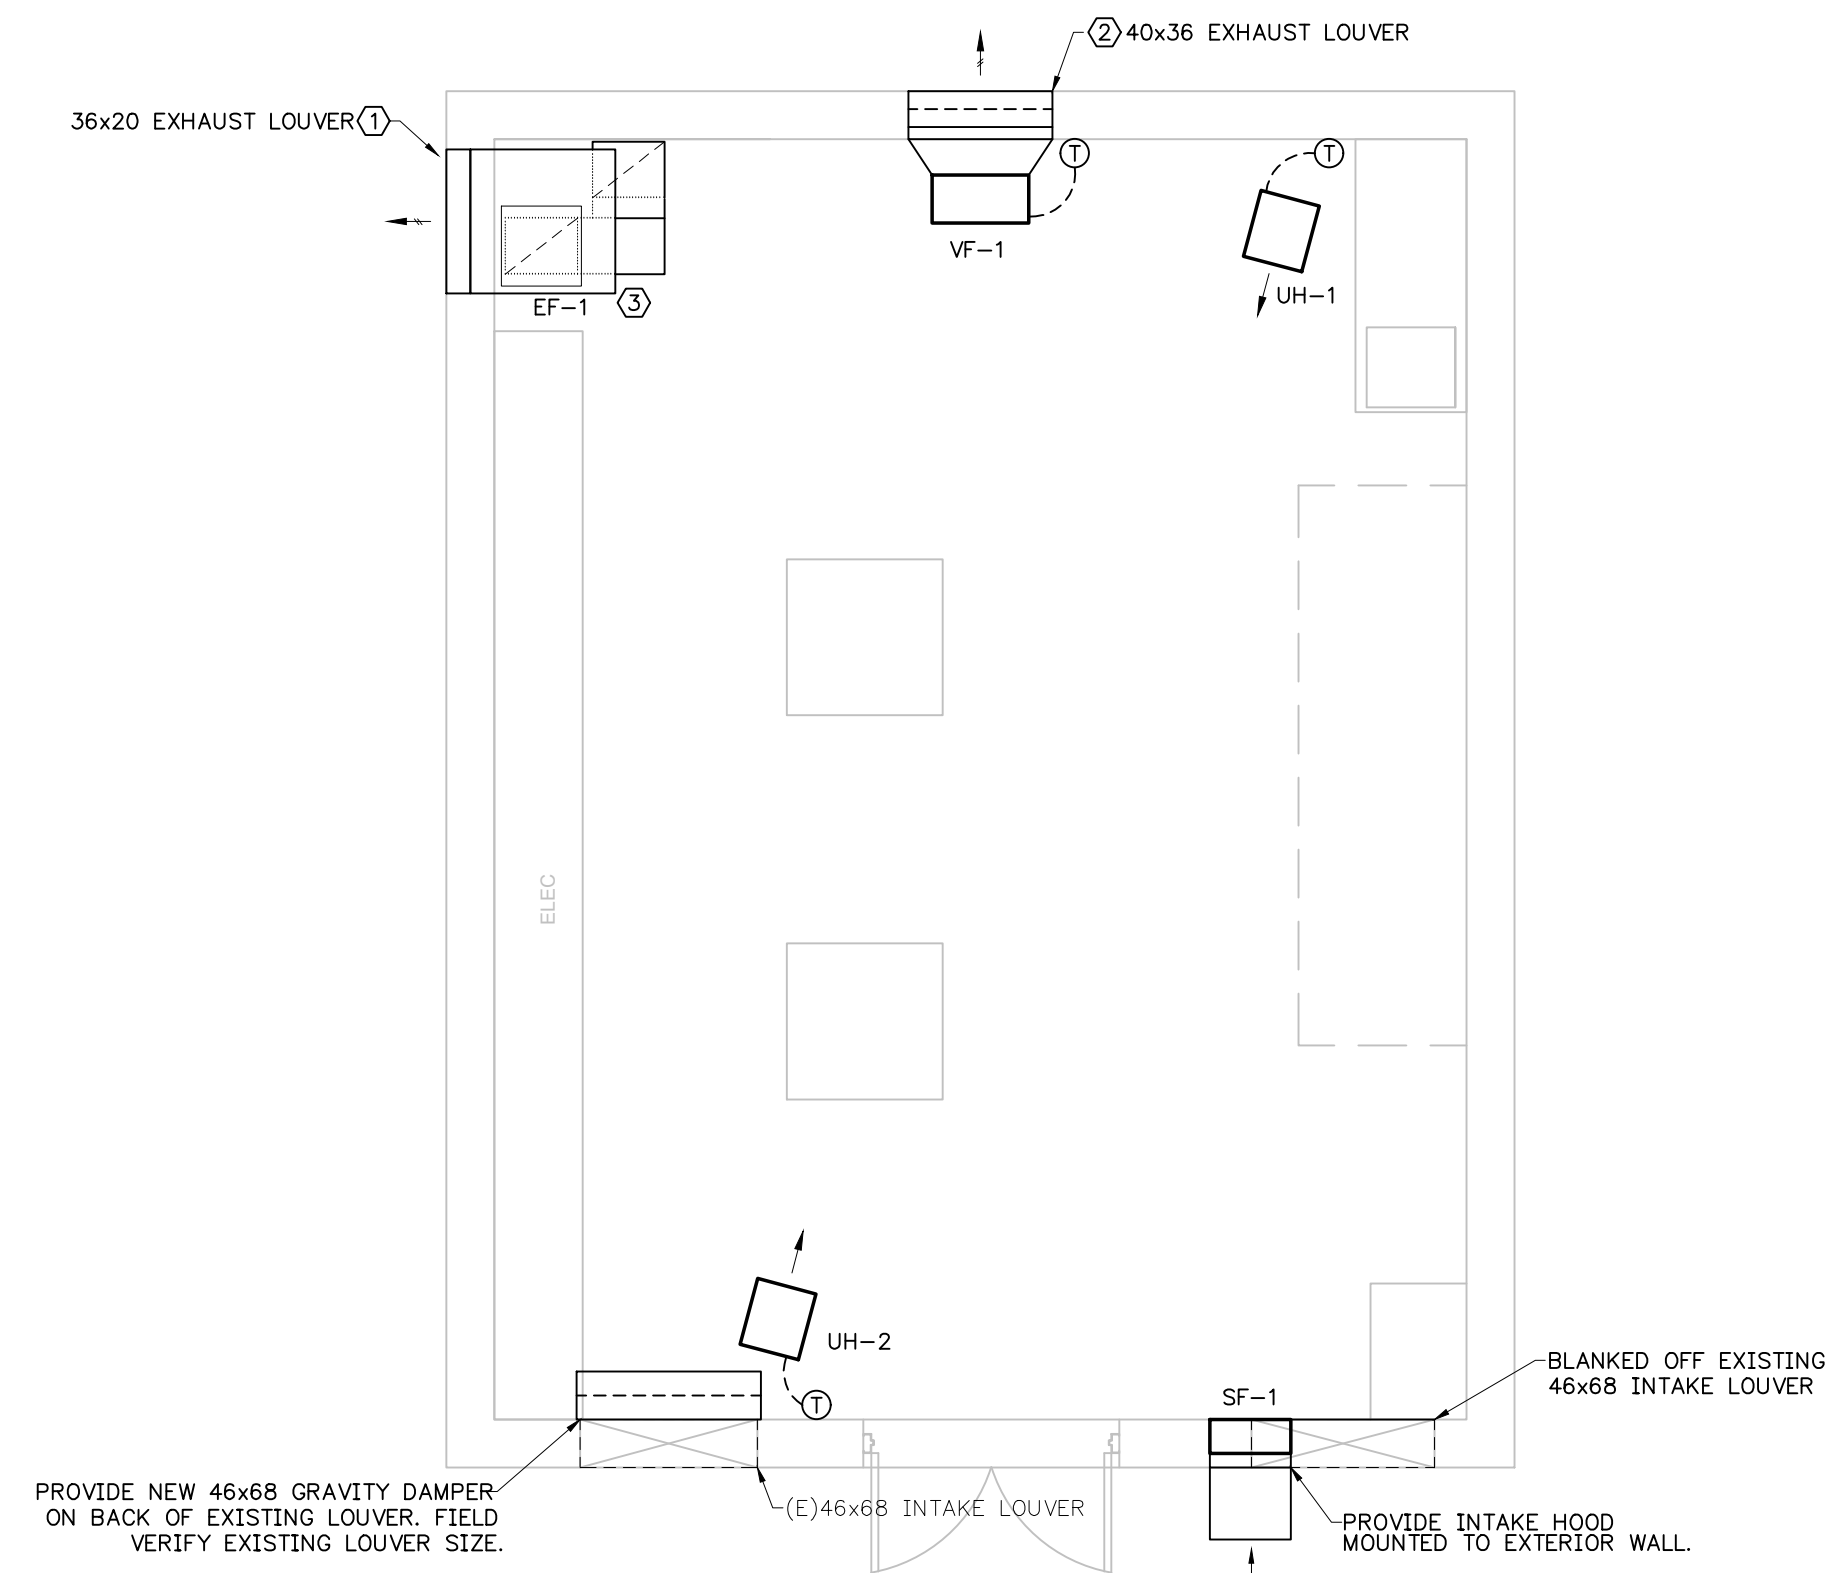 2 40x36 EXHAUST LOUVER
36x20 EXHAUST LOUVER 1
T
T
VF-1
UH-1
EF-1 3
ELEC
UH-2
T
SF-1
BLANKED OFF EXISTING
46x68 INTAKE LOUVER
PROVIDE NEW 46x68 GRAVITY DAMPER
ON BACK OF EXISTING LOUVER. FIELD
VERIFY EXISTING LOUVER SIZE.
(E)46x68 INTAKE LOUVER
PROVIDE INTAKE HOOD
MOUNTED TO EXTERIOR WALL.